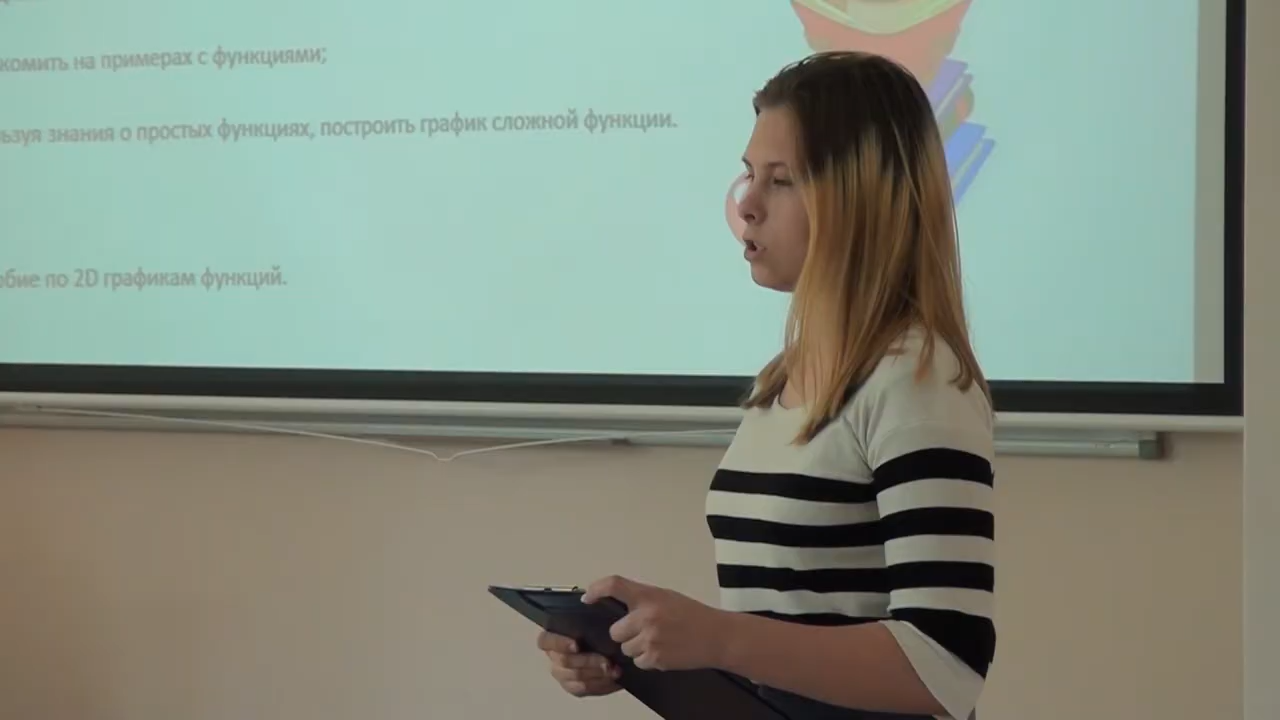 комить на примерах с функциями;
ьзуя знания о простых функциях, построить график сложной функции.
обие по 2D графикам функций.